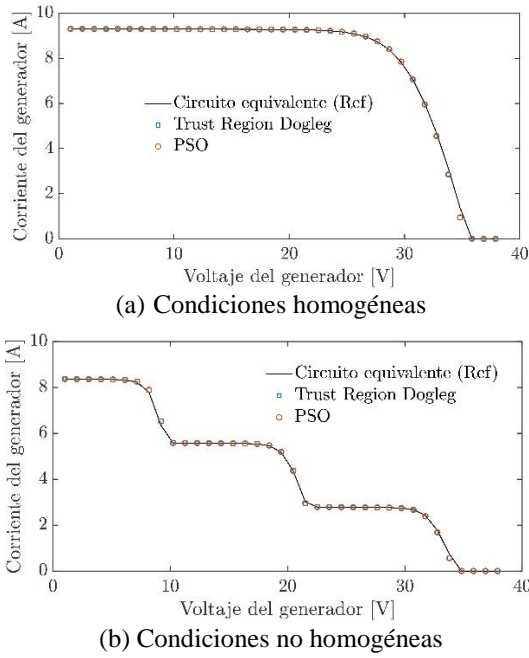 10
8
6
4
2
0
Corriente del generador [A]
Circuito equivalente (Ref)
Trust Region Dogleg
PSO
0 10 20 30 40
Voltaje del generador [V]
(a) Condiciones homogéneas
10
8
6
4
2
0
Corriente del generador [A]
Circuito equivalente (Ref)
Trust Region Dogleg
PSO
0 10 20 30 40
Voltaje del generador [V]
(b) Condiciones no homogéneas